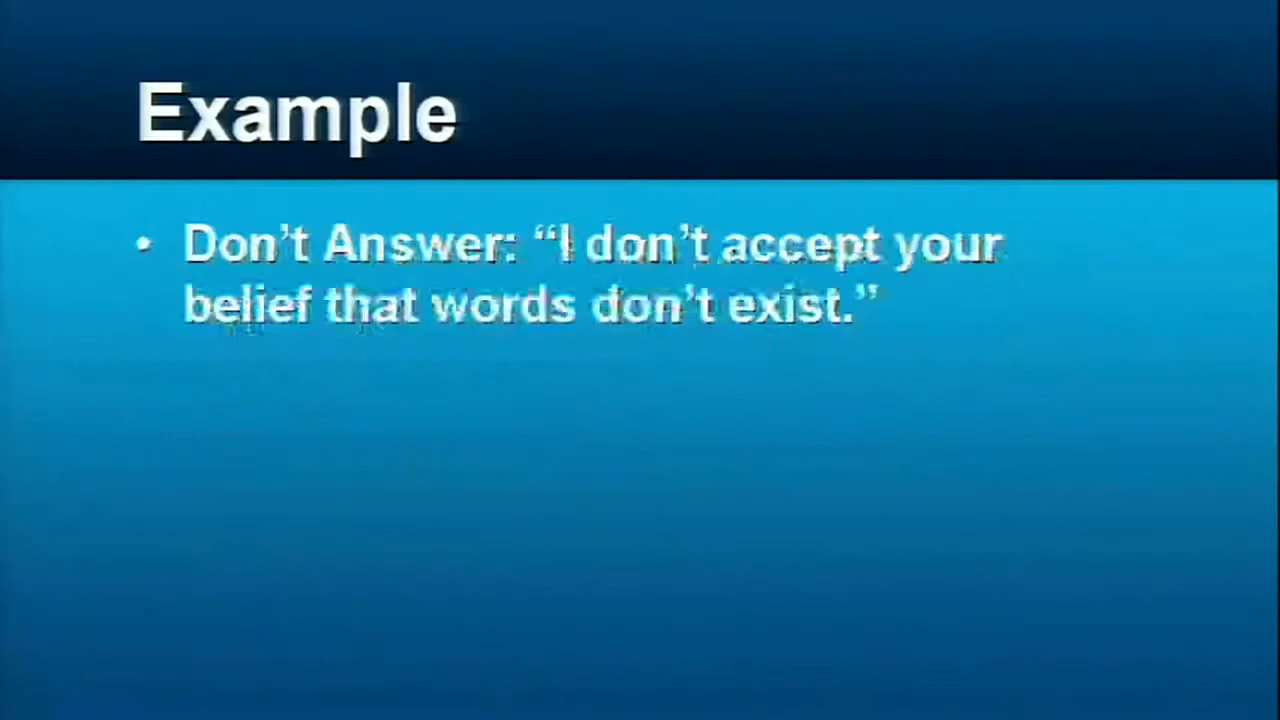 Example
• Don't Answer: “I don't accept your
belief that words don't exist.”